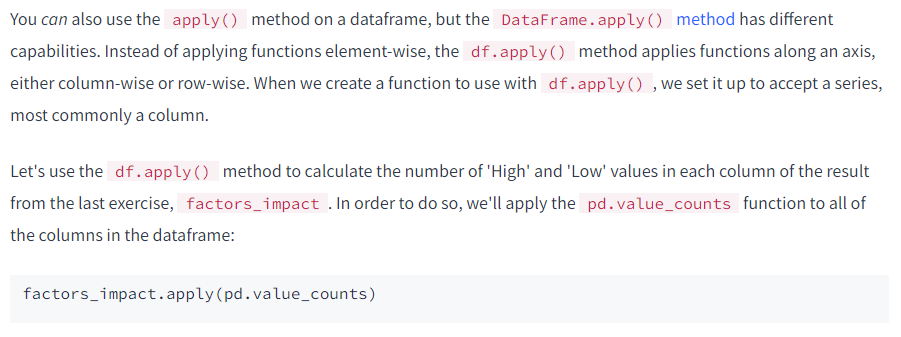 You can also use the apply() method on a dataframe, but the DataFrame.apply() method has different
capabilities. Instead of applying functions element-wise, the df.apply() method applies functions along an axis,
either column-wise or row-wise. When we create a function to use with df.apply() , we set it up to accept a series,
most commonly a column.
Let's use the df.apply() method to calculate the number of 'High' and 'Low' values in each column of the result
from the last exercise, factors_impact . In order to do so, we'll apply the pd.value_counts function to all of
the columns in the dataframe:
factors_impact.apply(pd.value_counts)